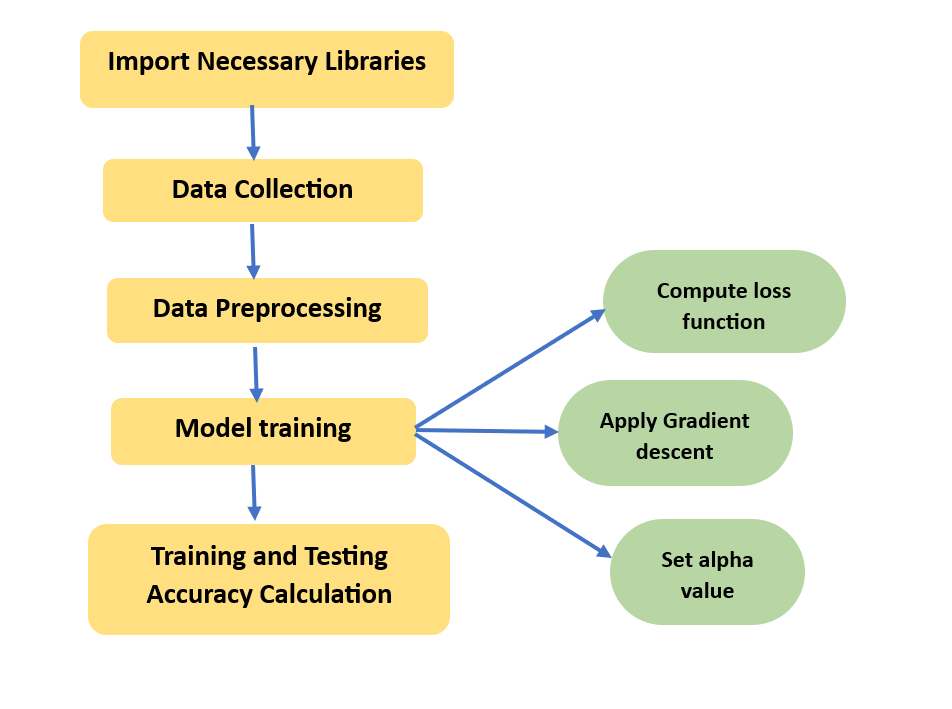 Import Necessary Libraries
Data Collection
Data Preprocessing
Model training
Training and Testing
Accuracy Calculation
Compute loss
function
Apply Gradient
descent
Set alpha
value